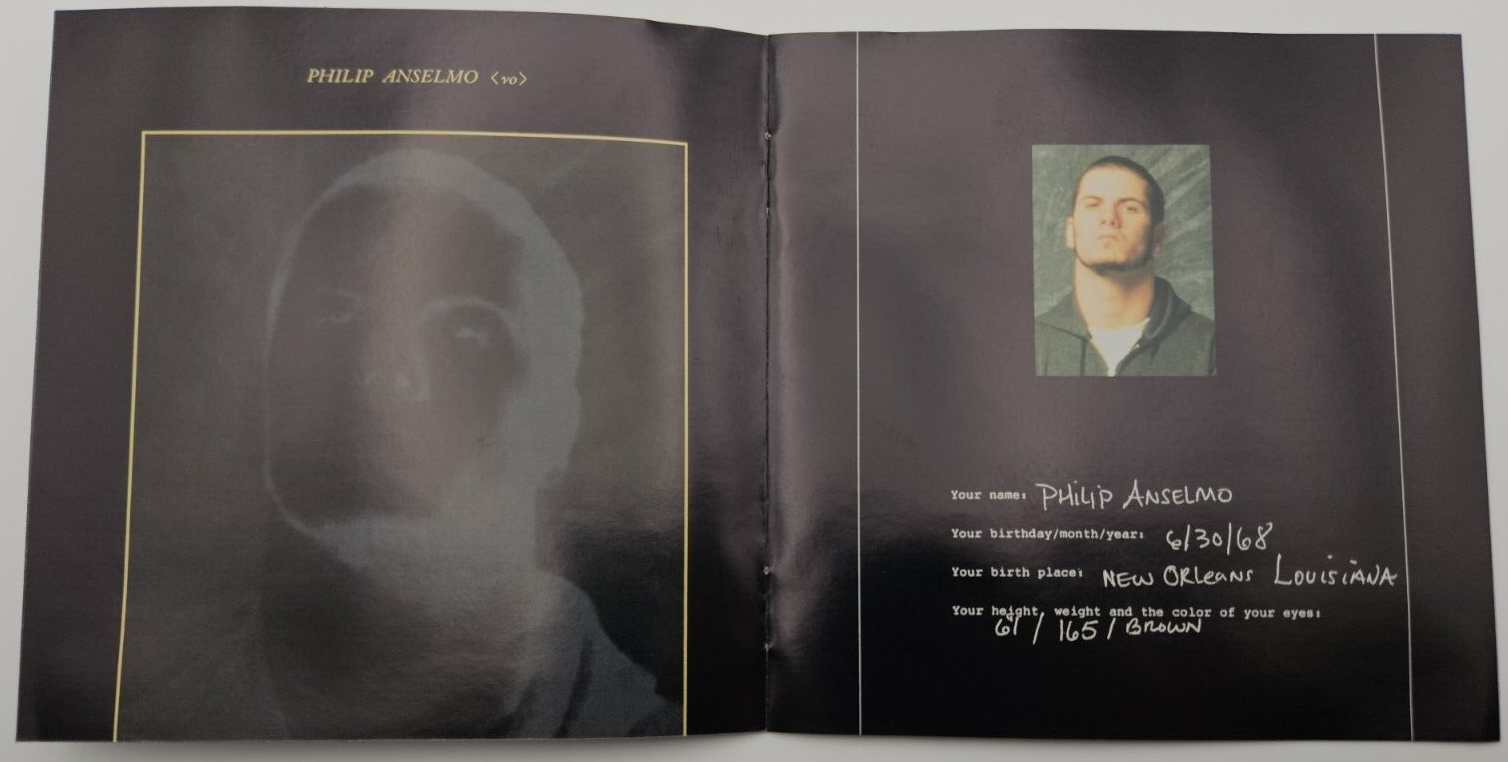 PHILIP ANSELMO <vo>
Your name: PHILIP ANSELMO
Your birthday/month/year: 6/30/68
Your birth place: NEW ORLEANS LOUISIANA
Your height, weight and the color of your eyes:
6' / 165 / BROWN